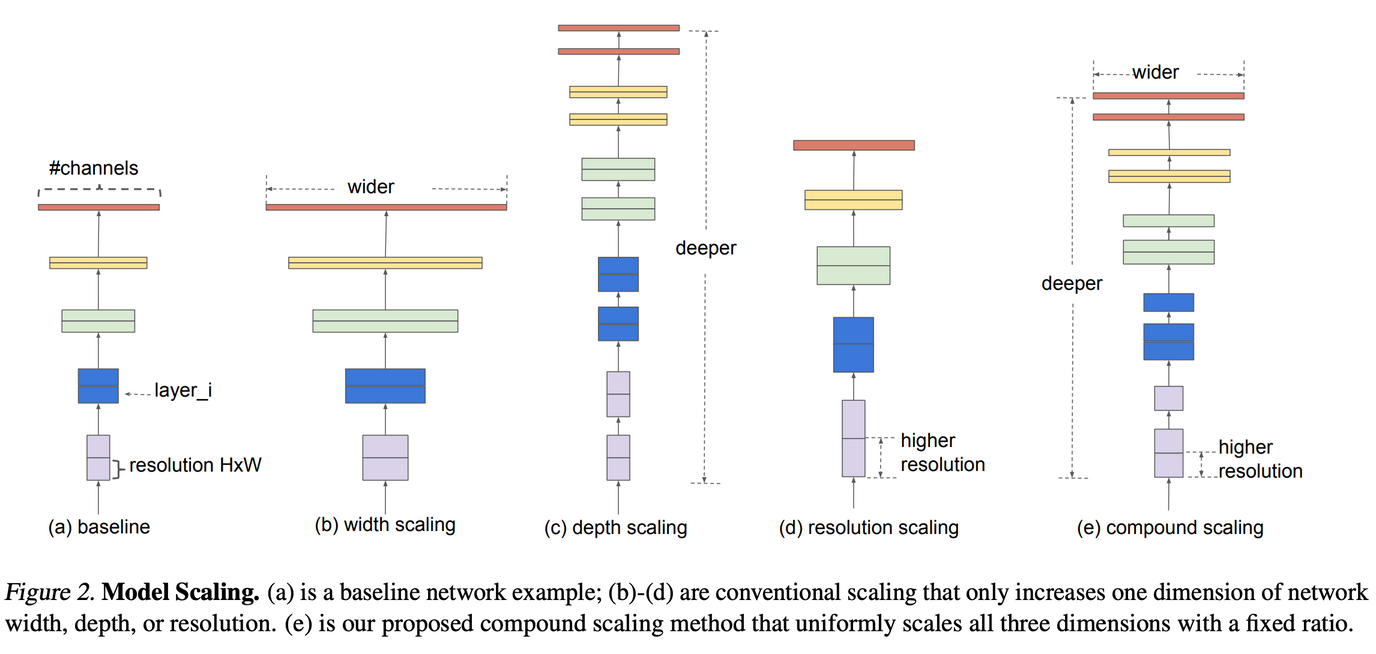 #channels
layer_i
resolution HxW
(a) baseline
wider
(b) width scaling
deeper
(c) depth scaling
higher
resolution
(d) resolution scaling
wider
deeper
higher
resolution
(e) compound scaling
Figure 2. Model Scaling. (a) is a baseline network example; (b)-(d) are conventional scaling that only increases one dimension of network
width, depth, or resolution. (e) is our proposed compound scaling method that uniformly scales all three dimensions with a fixed ratio.